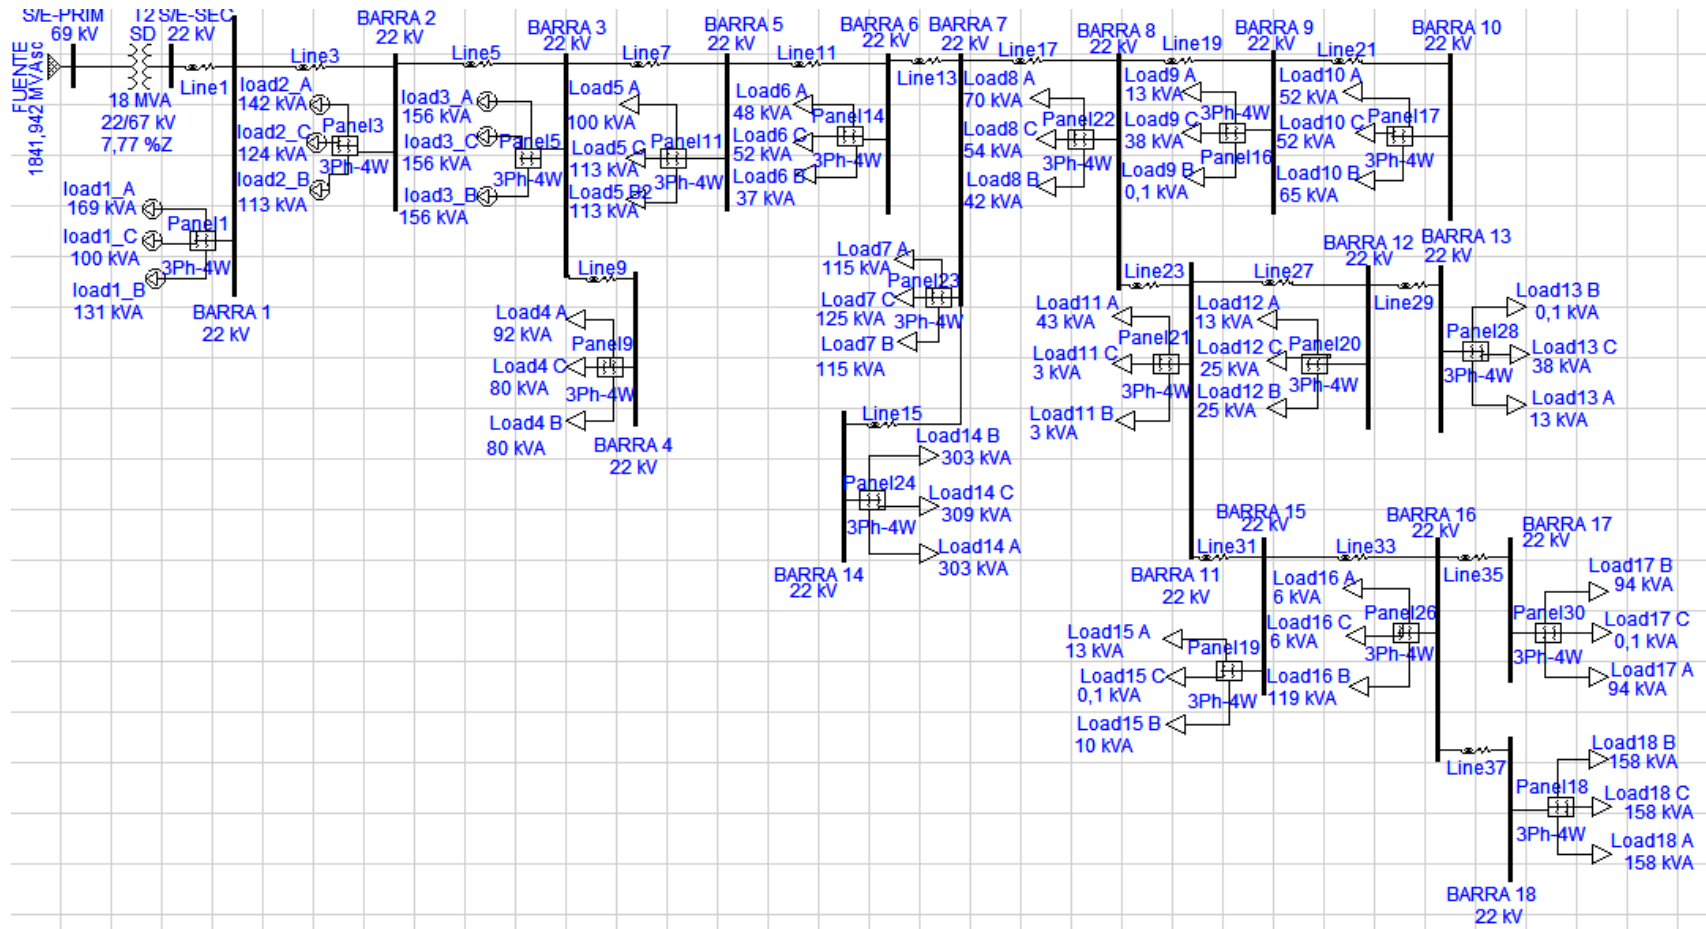 S/E-PRIM
69 kV
FUENTE
1841,942 MVAsc
T2
SD
18 MVA
22/67 kV
7,77 %Z
S/E-SEC
22 kV
Line1
BARRA 1
22 kV
load1_A
169 kVA
load1_C
100 kVA
load1_B
131 kVA
Panel1
3Ph-4W
Line3
load2_A
142 kVA
load2_C
124 kVA
load2_B
113 kVA
Panel3
3Ph-4W
BARRA 2
22 kV
Line5
load3_A
156 kVA
load3_C
156 kVA
load3_B
156 kVA
Panel5
3Ph-4W
BARRA 3
22 kV
Line7
Load5 A
100 kVA
Load5 C
113 kVA
Load5 B2
113 kVA
Panel11
3Ph-4W
Line9
Load4 A
92 kVA
Load4 C
80 kVA
Load4 B
80 kVA
Panel9
3Ph-4W
BARRA 4
22 kV
BARRA 5
22 kV
Line11
Load6 A
48 kVA
Load6 C
52 kVA
Load6 B
37 kVA
Panel14
3Ph-4W
BARRA 6
22 kV
Line13
BARRA 7
22 kV
Line17
Load8 A
70 kVA
Load8 C
54 kVA
Load8 B
42 kVA
Panel22
3Ph-4W
Load7 A
115 kVA
Load7 C
125 kVA
Load7 B
115 kVA
Panel23
3Ph-4W
Line15
Load14 B
303 kVA
Load14 C
309 kVA
Load14 A
303 kVA
Panel24
3Ph-4W
BARRA 14
22 kV
BARRA 8
22 kV
Line19
Load9 A
13 kVA
Load9 C
38 kVA
Load9 B
0,1 kVA
3Ph-4W
Panel16
BARRA 9
22 kV
Line21
Load10 A
52 kVA
Load10 C
52 kVA
Load10 B
65 kVA
Panel17
3Ph-4W
BARRA 10
22 kV
Line23
Load11 A
43 kVA
Load11 C
3 kVA
Load11 B
3 kVA
Panel21
3Ph-4W
Line27
Load12 A
13 kVA
Load12 C
25 kVA
Load12 B
25 kVA
Panel20
3Ph-4W
BARRA 12
22 kV
Line29
BARRA 13
22 kV
Load13 B
0,1 kVA
Load13 C
38 kVA
Load13 A
13 kVA
Panel28
3Ph-4W
BARRA 11
22 kV
Line31
BARRA 15
22 kV
Load15 A
13 kVA
Load15 C
0,1 kVA
Load15 B
10 kVA
Panel19
3Ph-4W
Line33
Load16 A
6 kVA
Load16 C
6 kVA
Load16 B
119 kVA
Panel26
3Ph-4W
BARRA 16
22 kV
Line35
BARRA 17
22 kV
Load17 B
94 kVA
Load17 C
0,1 kVA
Load17 A
94 kVA
Panel30
3Ph-4W
Line37
Load18 B
158 kVA
Load18 C
158 kVA
Load18 A
158 kVA
Panel18
3Ph-4W
BARRA 18
22 kV